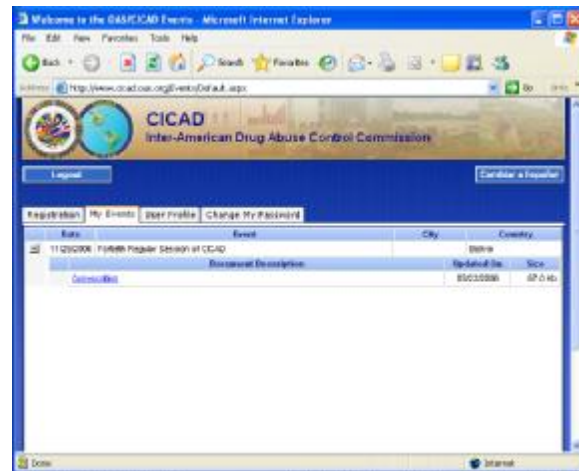 Welcome to the OAS/CICAD Events - Microsoft Internet Explorer
File Edit View Favorites Tools Help
Back Search Favorites
Address http://www.cicad.oas.org/Events/Default.aspx Go
CICAD
Inter-American Drug Abuse Control Commission
Logout Cambiar a Español
Registration My Events User Profile Change My Password
Date Event City Country
Fortieth Regular Session of CICAD Bolivia
Document Description Updated On Size
Done Internet